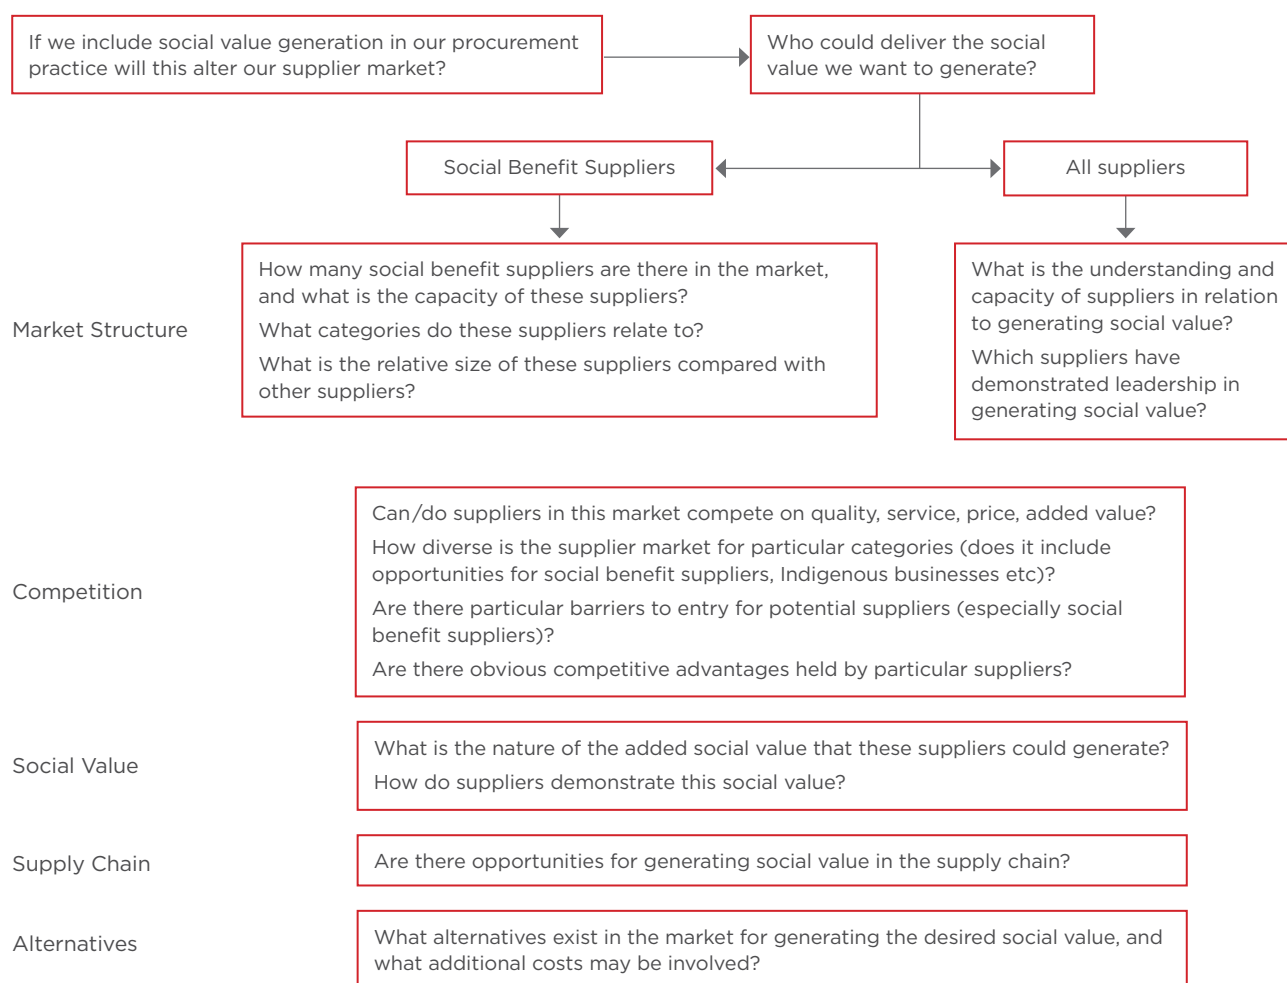 If we include social value generation in our procurement
practice will this alter our supplier market?
Who could deliver the social
value we want to generate?
Social Benefit Suppliers
All suppliers
Market Structure
How many social benefit suppliers are there in the market,
and what is the capacity of these suppliers?
What categories do these suppliers relate to?
What is the relative size of these suppliers compared with
other suppliers?
What is the understanding and
capacity of suppliers in relation
to generating social value?
Which suppliers have
demonstrated leadership in
generating social value?
Competition
Can/do suppliers in this market compete on quality, service, price, added value?
How diverse is the supplier market for particular categories (does it include
opportunities for social benefit suppliers, Indigenous businesses etc)?
Are there particular barriers to entry for potential suppliers (especially social
benefit suppliers)?
Are there obvious competitive advantages held by particular suppliers?
Social Value
What is the nature of the added social value that these suppliers could generate?
How do suppliers demonstrate this social value?
Supply Chain
Are there opportunities for generating social value in the supply chain?
Alternatives
What alternatives exist in the market for generating the desired social value, and
what additional costs may be involved?